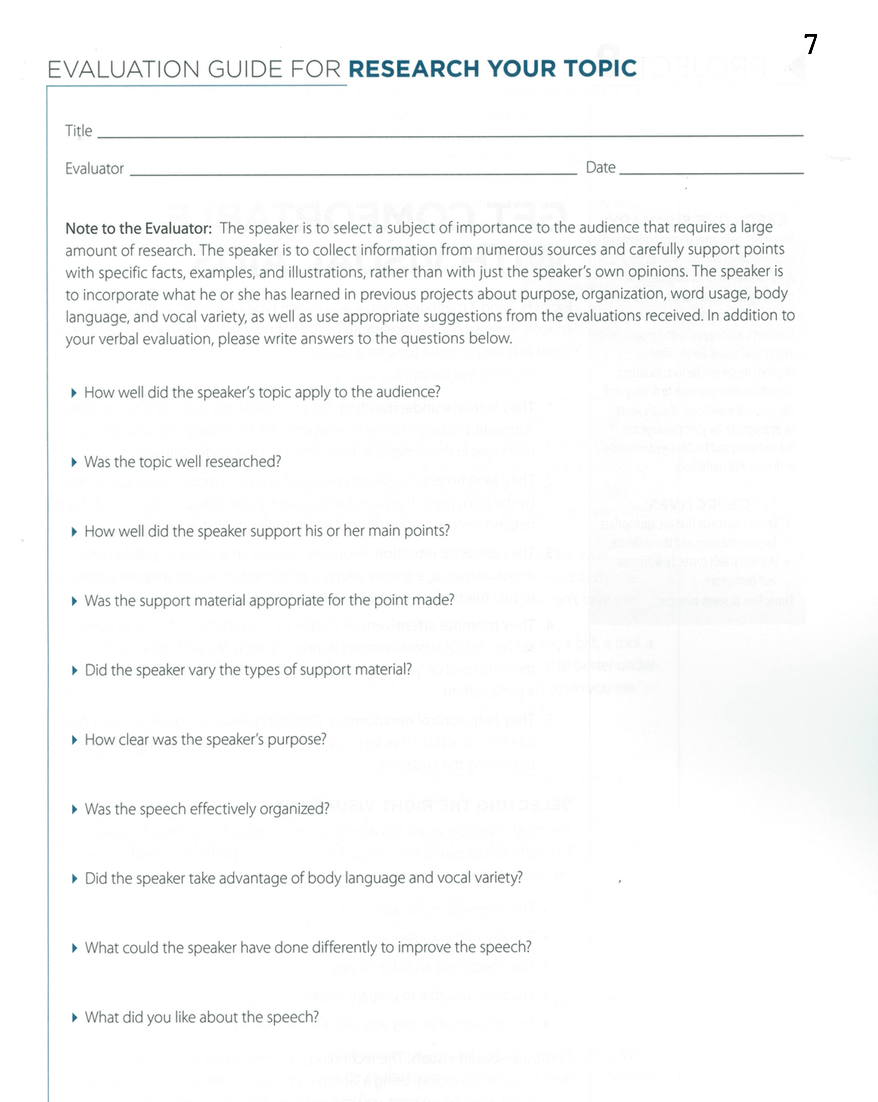 7
EVALUATION GUIDE FOR RESEARCH YOUR TOPIC
Title
Evaluator Date
Note to the Evaluator: The speaker is to select a subject of importance to the audience that requires a large
amount of research. The speaker is to collect information from numerous sources and carefully support points
with specific facts, examples, and illustrations, rather than with just the speaker's own opinions. The speaker is
to incorporate what he or she has learned in previous projects about purpose, organization, word usage, body
language, and vocal variety, as well as use appropriate suggestions from the evaluations received. In addition to
your verbal evaluation, please write answers to the questions below.
How well did the speaker's topic apply to the audience?
Was the topic well researched?
How well did the speaker support his or her main points?
Was the support material appropriate for the point made?
Did the speaker vary the types of support material?
How clear was the speaker's purpose?
Was the speech effectively organized?
Did the speaker take advantage of body language and vocal variety?
What could the speaker have done differently to improve the speech?
What did you like about the speech?